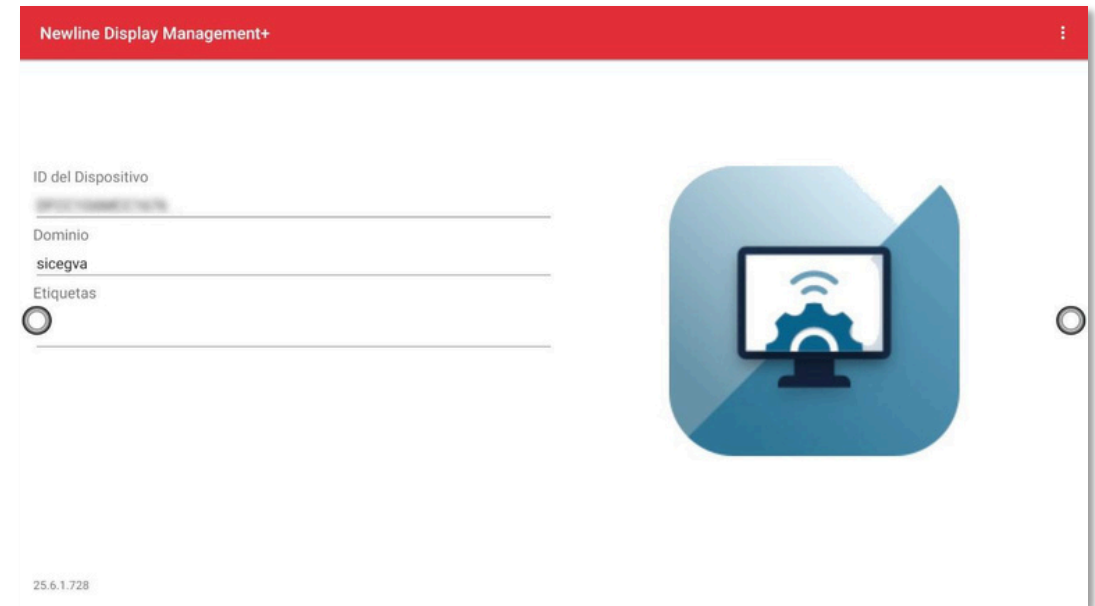 Newline Display Management+
ID del Dispositivo
Dominio
sicegva
Etiquetas
25.6.1.728